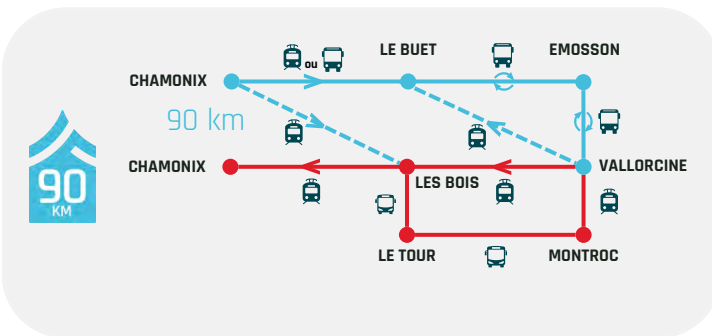 LE BUET
EMOSSON
ou
CHAMONIX
90 km
CHAMONIX
VALLORCINE
LES BOIS
90
KM
LE TOUR
MONTROC